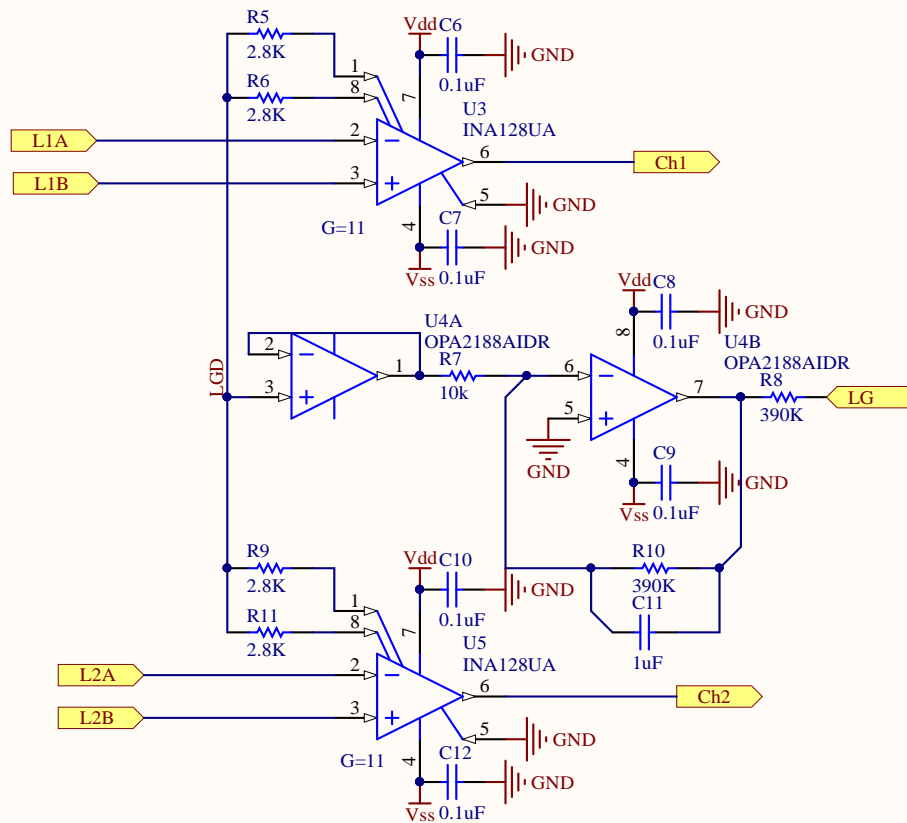 R5
2.8K
R6
2.8K
1
8
2
3
7
6
5
4
Vdd
C6
0.1uF
GND
U3
INA128UA
L1A
L1B
Ch1
GND
G=11
C7
0.1uF
GND
Vss
LGD
2
3
1
U4A
OPA2188AIDR
R7
10k
6
5
GND
8
7
4
Vdd
C8
0.1uF
GND
U4B
OPA2188AIDR
R8
390K
LG
C9
0.1uF
GND
Vss
R10
390K
C11
1uF
R9
2.8K
R11
2.8K
1
8
2
3
7
6
5
4
Vdd
C10
0.1uF
GND
U5
INA128UA
L2A
L2B
Ch2
GND
G=11
C12
0.1uF
GND
Vss